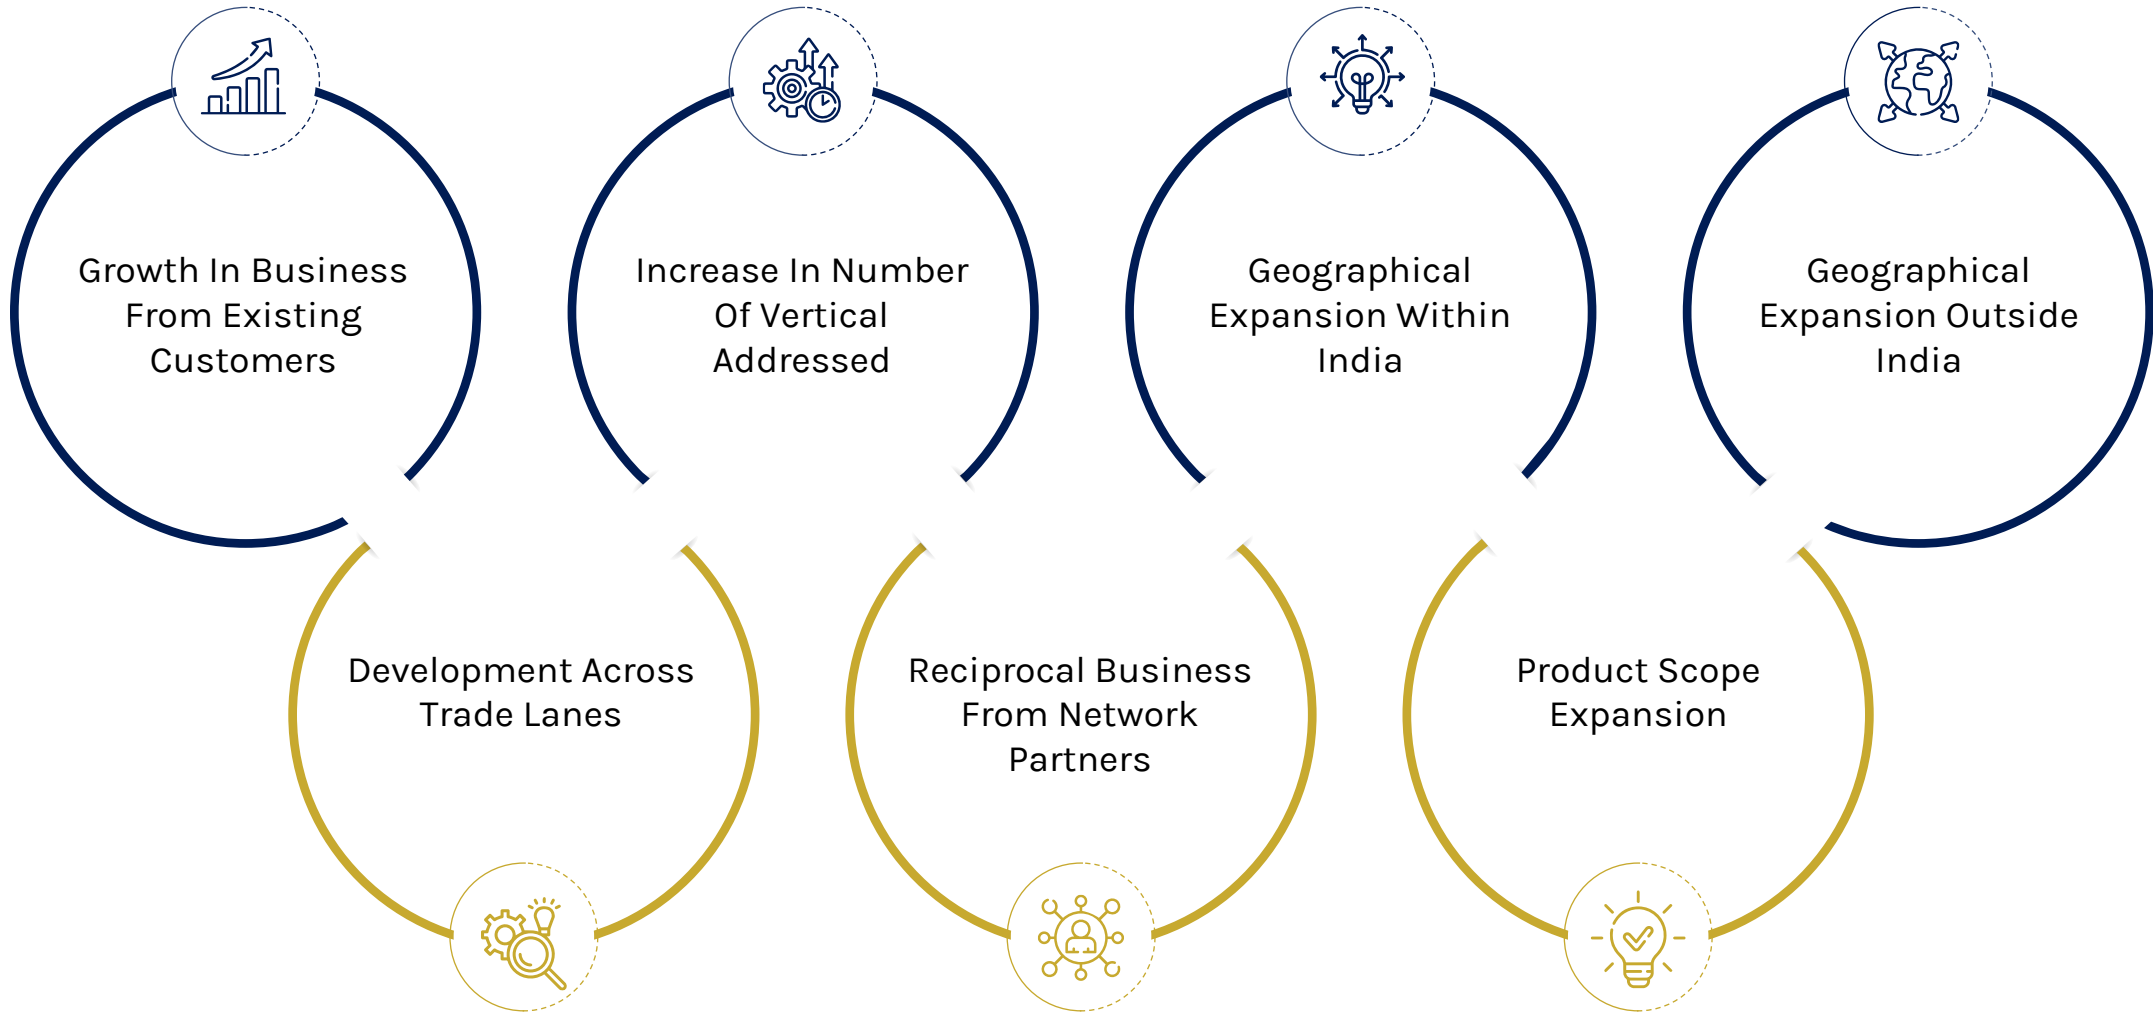 Growth In Business
From Existing
Customers
Increase In Number
Of Vertical
Addressed
Geographical
Expansion Within
India
Geographical
Expansion Outside
India
Development Across
Trade Lanes
Reciprocal Business
From Network
Partners
Product Scope
Expansion